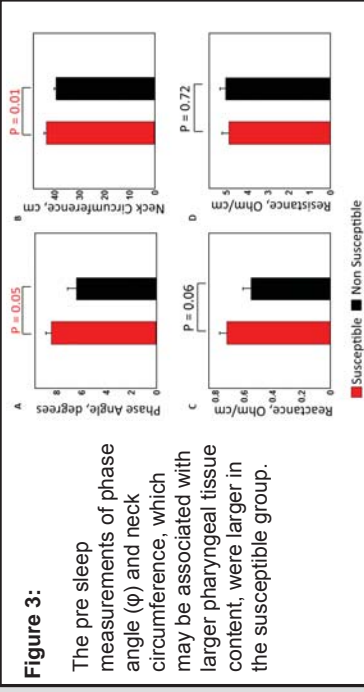 Figure 3:
The pre sleep
measurements of phase
angle (φ) and neck
circumference, which
may be associated with
larger pharyngeal tissue
content, were larger in
the susceptible group.
A
P = 0.05
Phase Angle, degrees
8
6
4
2
0
B
P = 0.01
Neck Circumference, cm
40
30
20
10
0
C
P = 0.06
Reactance, Ohm/cm
0.8
0.6
0.4
0.2
0
D
P = 0.72
Resistance, Ohm/cm
5
4
3
2
1
0
Susceptible Non Susceptible